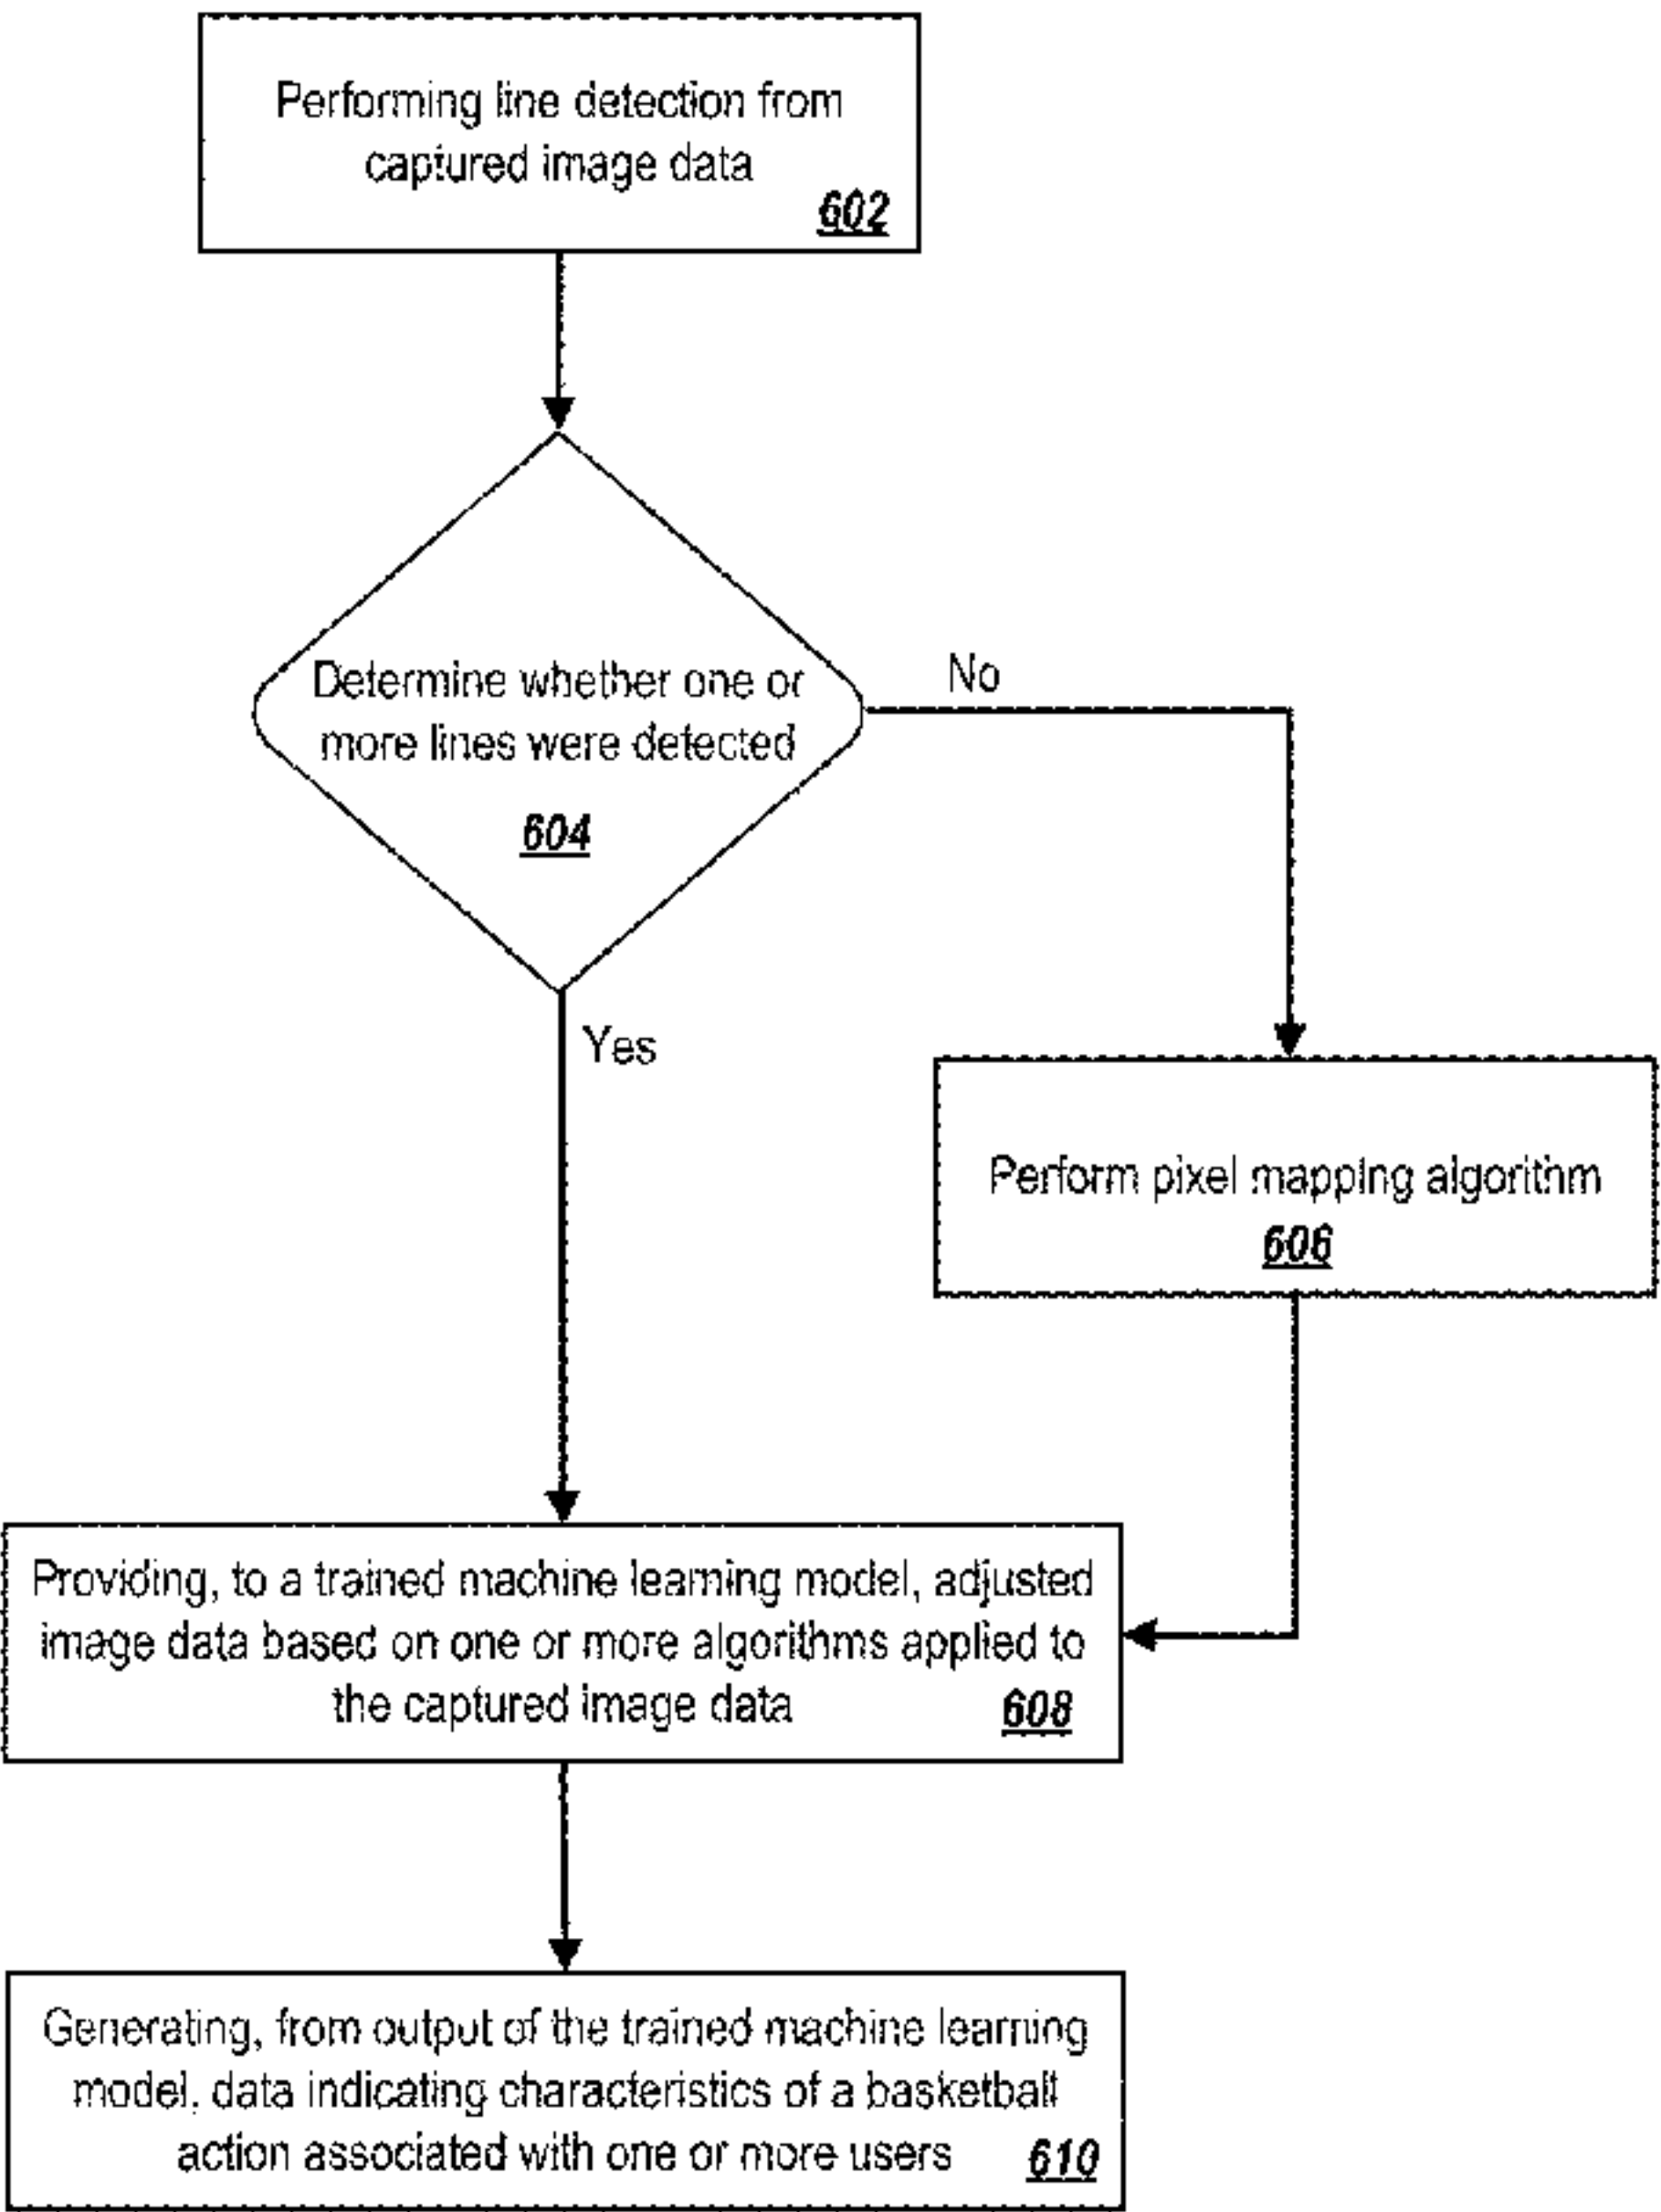 Performing line detection from
captured image data
602
Determine whether one or
more lines were detected
604
No
Yes
Perform pixel mapping algorithm
606
Providing, to a trained machine learning model, adjusted
image data based on one or more algorithms applied to
the captured image data
608
Generating, from output of the trained machine learning
model, data indicating characteristics of a basketball
action associated with one or more users
610